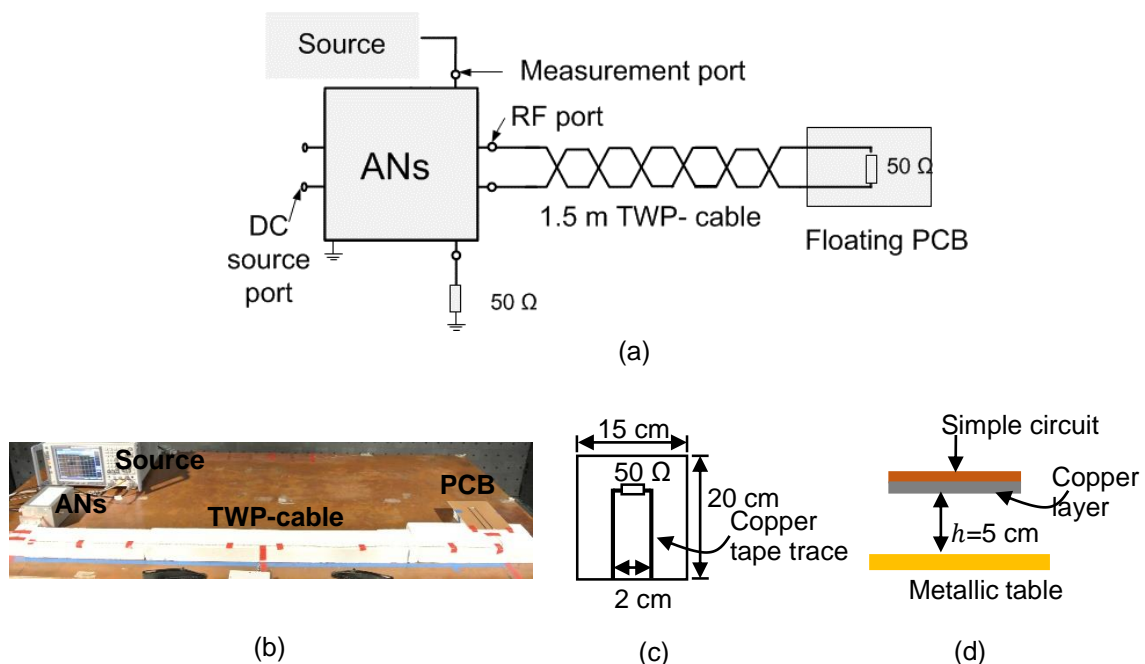 Source
Measurement port
RF port
ANs
50 Ω
DC
source
port
1.5 m TWP- cable
Floating PCB
50 Ω
(a)
Source
ANs
TWP-cable
PCB
(b)
15 cm
50 Ω
20 cm
Copper
tape trace
2 cm
(c)
Simple circuit
Copper
layer
h=5 cm
Metallic table
(d)